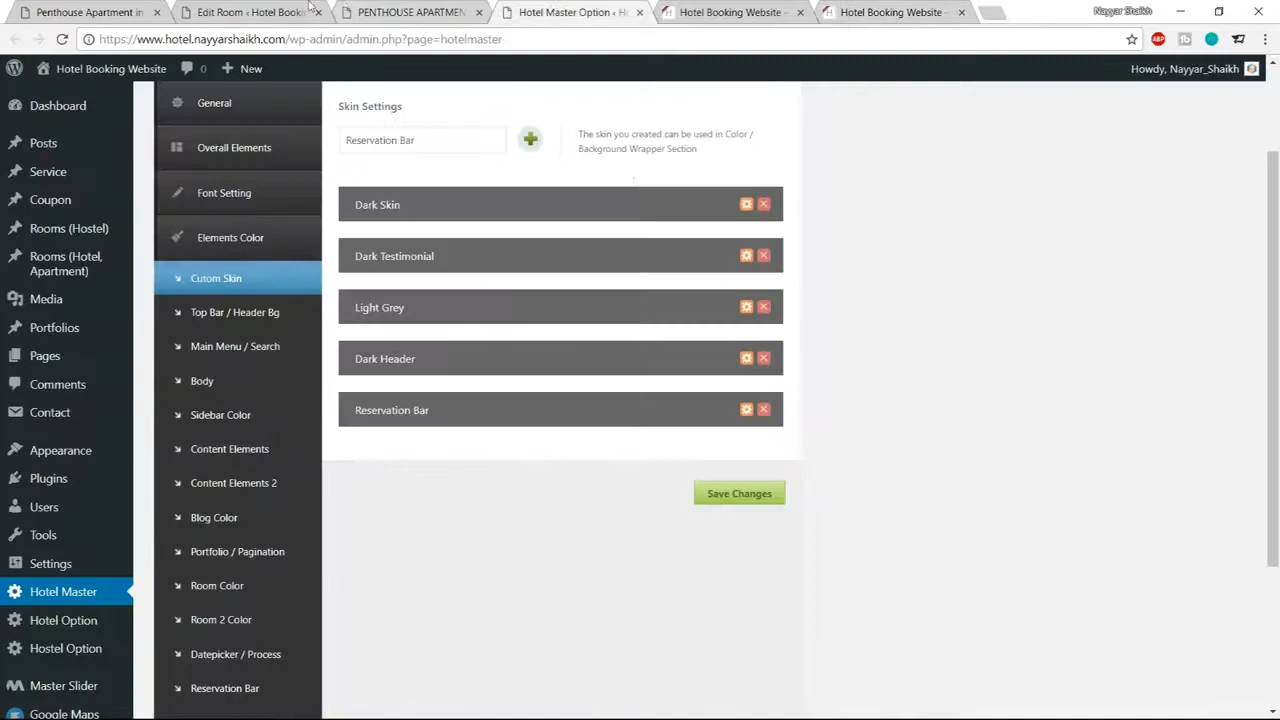 Penthouse Apartment in
Edit Room ‹ Hotel Bookin
PENTHOUSE APARTMEN
Hotel Master Option ‹ H
Hotel Booking Website –
Hotel Booking Website –
Nayyar Shaikh
https://www.hotel.nayyarshaikh.com/wp-admin/admin.php?page=hotelmaster
ABP
Hotel Booking Website
0
New
Howdy, Nayyar_Shaikh
Dashboard
Posts
Service
Coupon
Rooms (Hostel)
Rooms (Hotel,
Apartment)
Media
Portfolios
Pages
Comments
Contact
Appearance
Plugins
Users
Tools
Settings
Hotel Master
Hotel Option
Hostel Option
Master Slider
Google Maps
General
Overall Elements
Font Setting
Elements Color
Cutom Skin
Top Bar / Header Bg
Main Menu / Search
Body
Sidebar Color
Content Elements
Content Elements 2
Blog Color
Portfolio / Pagination
Room Color
Room 2 Color
Datepicker / Process
Reservation Bar
Skin Settings
Reservation Bar
The skin you created can be used in Color /
Background Wrapper Section
Dark Skin
Dark Testimonial
Light Grey
Dark Header
Reservation Bar
Save Changes